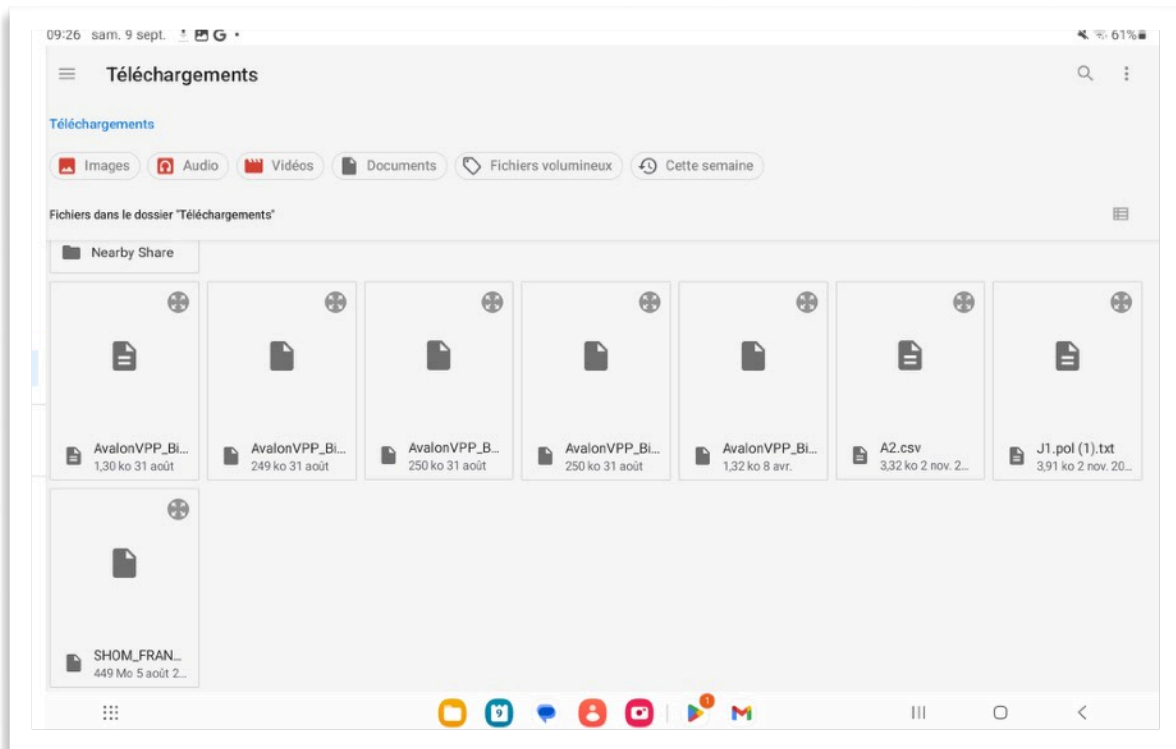 09:26 sam. 9 sept. G • 61%
Téléchargements
Téléchargements
Images Audio Vidéos Documents Fichiers volumineux Cette semaine
Fichiers dans le dossier "Téléchargements"
Nearby Share
AvalonVPP_Bi... AvalonVPP_Bi... AvalonVPP_B... AvalonVPP_Bi... AvalonVPP_Bi... A2.csv J1.pol (1).txt
1,30 ko 31 août 249 ko 31 août 250 ko 31 août 250 ko 31 août 1,32 ko 8 avr. 3,32 ko 2 nov. 2... 3,91 ko 2 nov. 20...
SHOM_FRAN...
449 Mo 5 août 2...
9 1